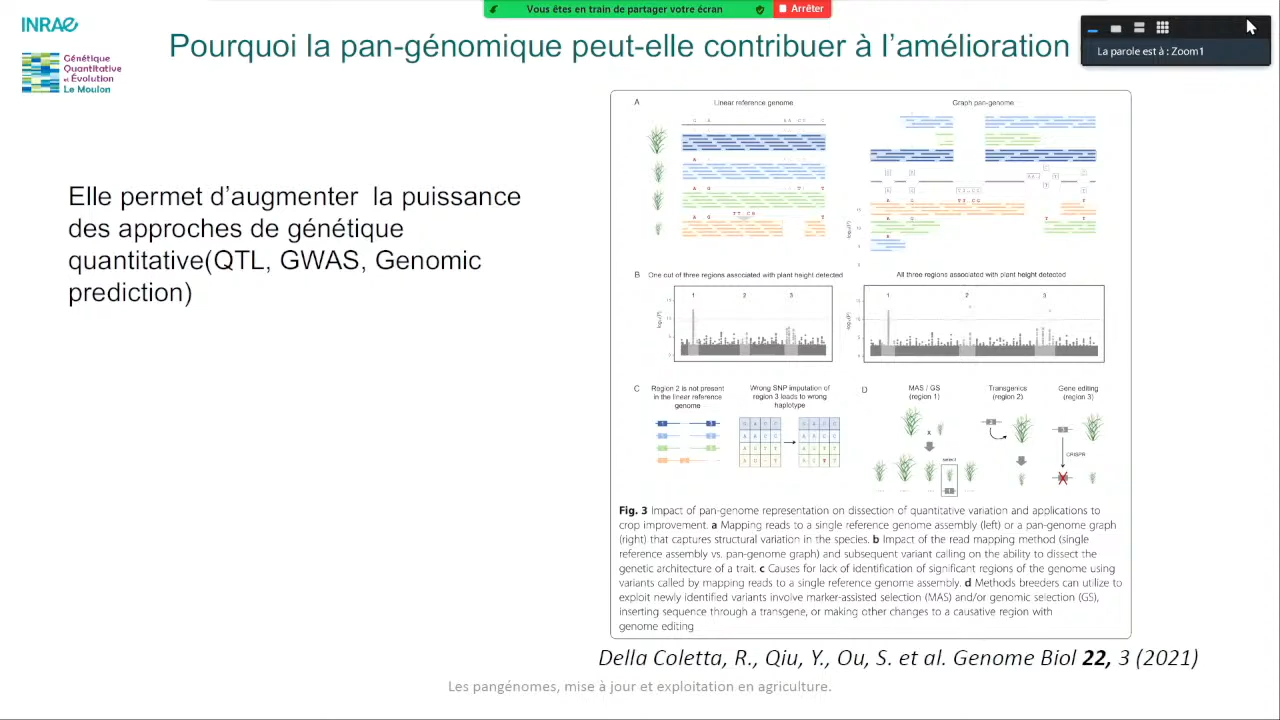 Vous êtes en train de partager votre écran
Arrêter
INRAE
Génétique
Quantitative
et Évolution
Le Moulon
Pourquoi la pan-génomique peut-elle contribuer à l'amélioration
La parole est à : Zoom1
Elle permet d'augmenter la puissance
des approches de génétique
quantitative(QTL, GWAS, Genomic
prediction)
A
Linear reference genome
Graph pan-genome
B
One out of three regions associated with plant height detected
All three regions associated with plant height detected
1 2 3
1 2 3
C
Region 2 is not present
in the linear reference
genome
Wrong SNP imputation of
region 3 leads to wrong
haplotype
D
MAS / GS
(region 1)
Transgenics
(region 2)
Gene editing
(region 3)
select
CRISPR
Fig. 3 Impact of pan-genome representation on dissection of quantitative variation and applications to
crop improvement. a Mapping reads to a single reference genome assembly (left) or a pan-genome graph
(right) that captures structural variation in the species. b Impact of the read mapping method (single
reference assembly vs. pan-genome graph) and subsequent variant calling on the ability to dissect the
genetic architecture of a trait. c Causes for lack of identification of significant regions of the genome using
variants called by mapping reads to a single reference genome assembly. d Methods breeders can utilize to
exploit newly identified variants involve marker-assisted selection (MAS) and/or genomic selection (GS),
inserting sequence through a transgene, or making other changes to a causative region with
genome editing
Della Coletta, R., Qiu, Y., Ou, S. et al. Genome Biol 22, 3 (2021)
Les pangénomes, mise à jour et exploitation en agriculture.